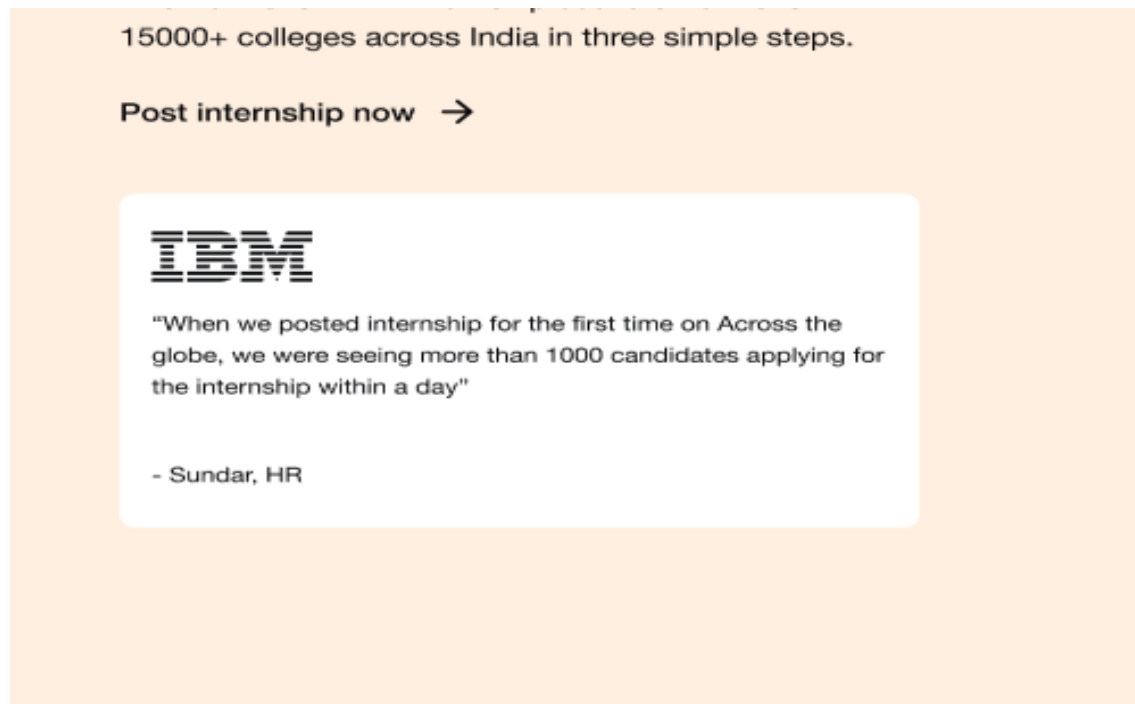 15000+ colleges across India in three simple steps.
Post internship now →
IBM
“When we posted internship for the first time on Across the
globe, we were seeing more than 1000 candidates applying for
the internship within a day”
- Sundar, HR